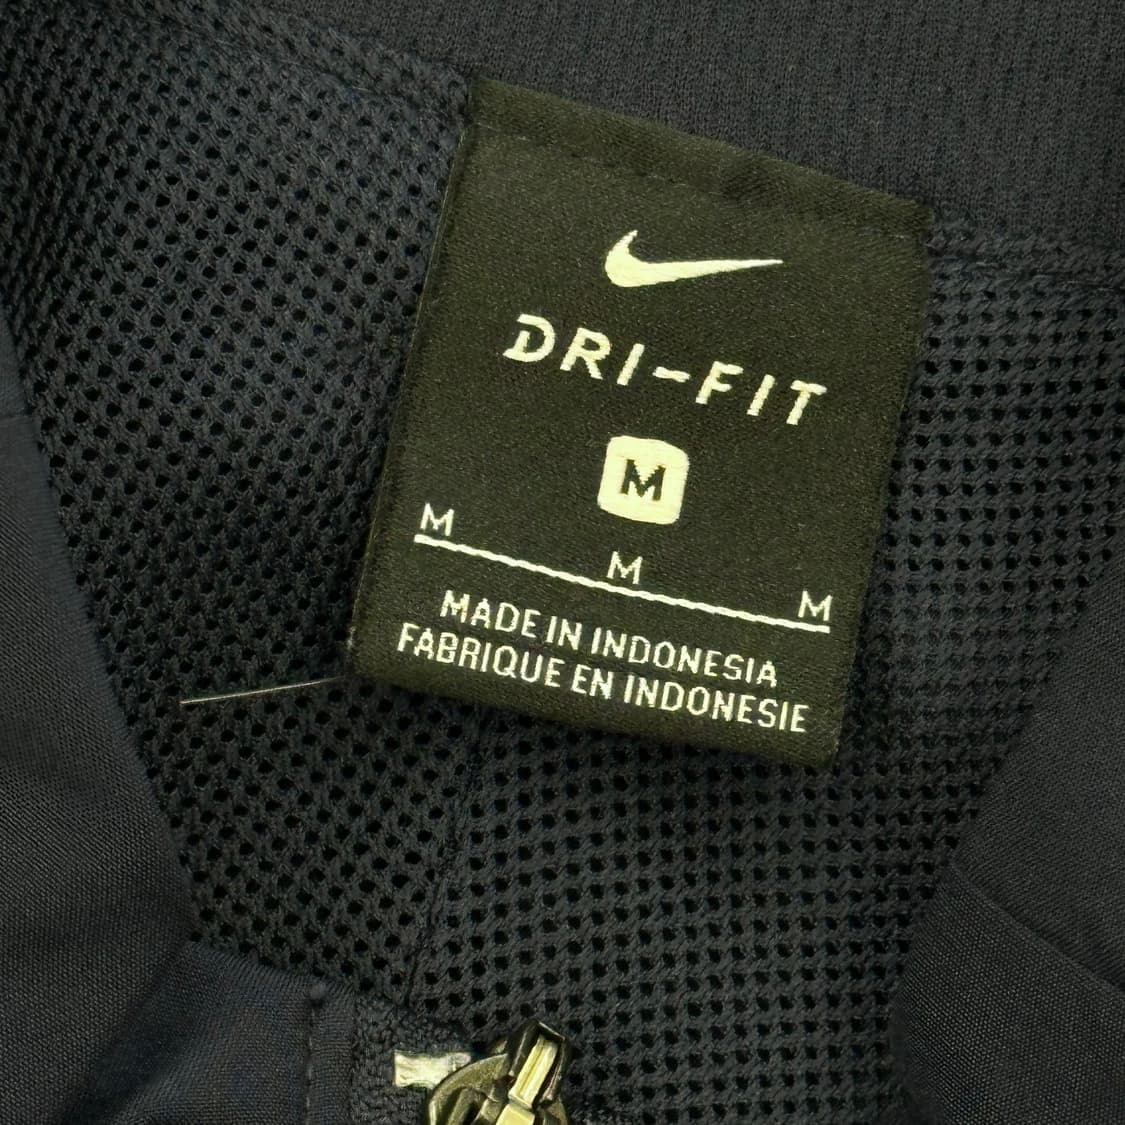 DRI-FIT
M
M M M
MADE IN INDONESIA
FABRIQUE EN INDONESIE